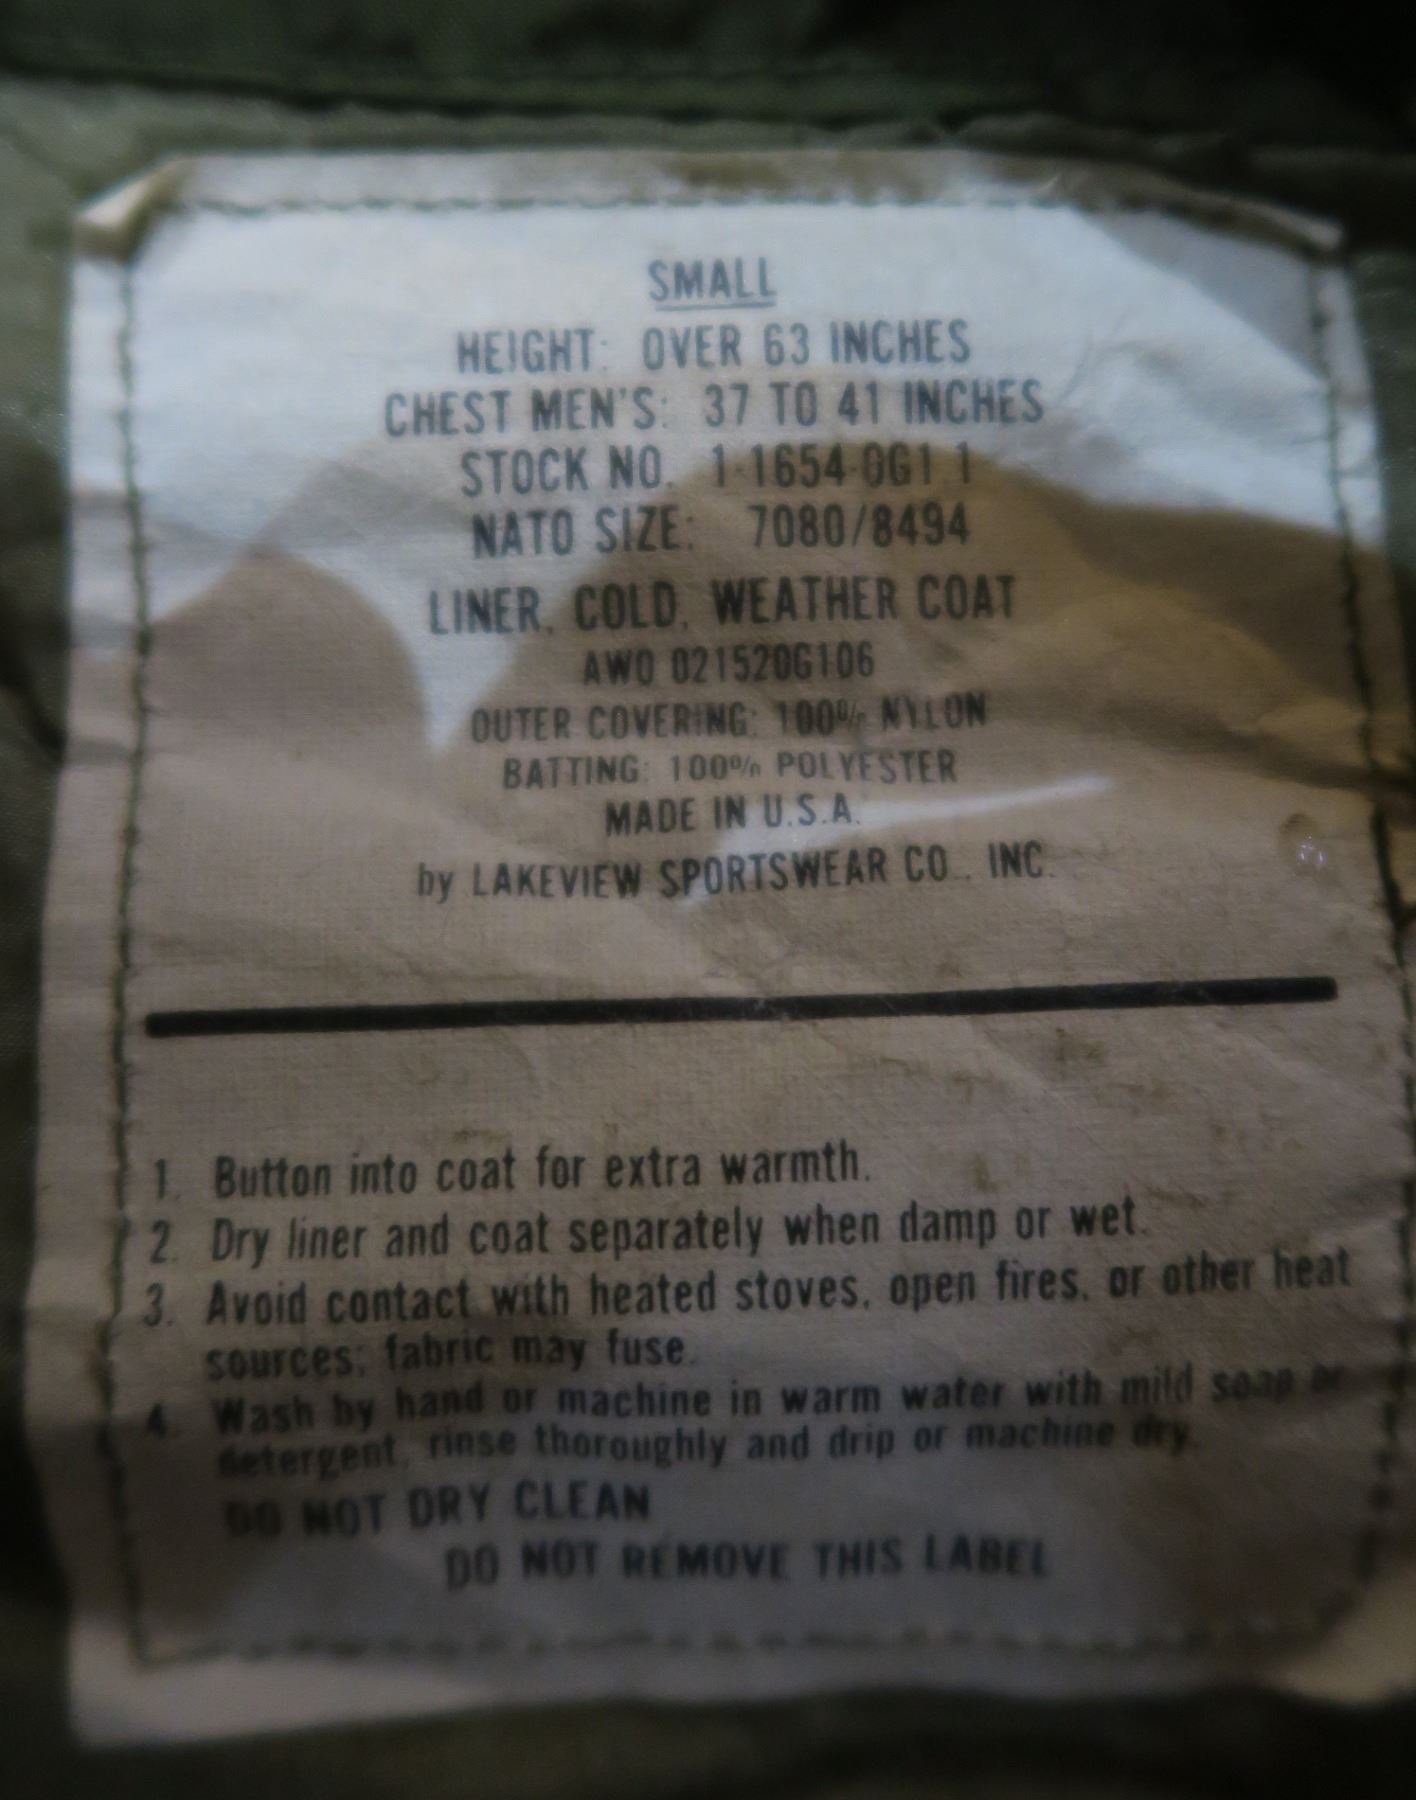 SMALL
HEIGHT: OVER 63 INCHES
CHEST MEN'S: 37 TO 41 INCHES
STOCK NO. 1-1654-OG1 1
NATO SIZE: 7080/8494
LINER, COLD, WEATHER COAT
AWO 021520G106
OUTER COVERING: 100% NYLON
BATTING: 100% POLYESTER
MADE IN U.S.A.
by LAKEVIEW SPORTSWEAR CO., INC.
1. Button into coat for extra warmth.
2. Dry liner and coat separately when damp or wet.
3. Avoid contact with heated stoves, open fires, or other heat
sources; fabric may fuse.
4. Wash by hand or machine in warm water with mild soap or
detergent, rinse thoroughly and drip or machine dry.
DO NOT DRY CLEAN
DO NOT REMOVE THIS LABEL